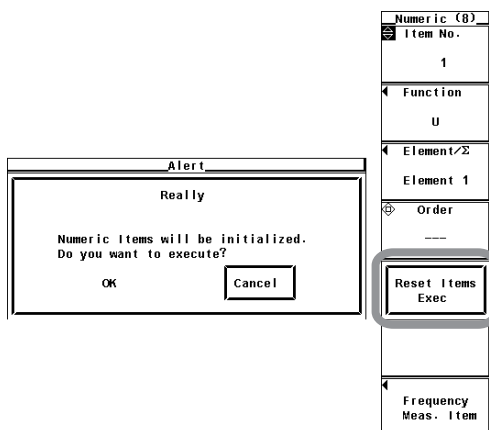 Numeric (8)
Item No.
1
Function
U
Element/Σ
Element 1
Order
---
Reset Items
Exec
Frequency
Meas. Item
Alert
Really
Numeric Items will be initialized.
Do you want to execute?
OK Cancel